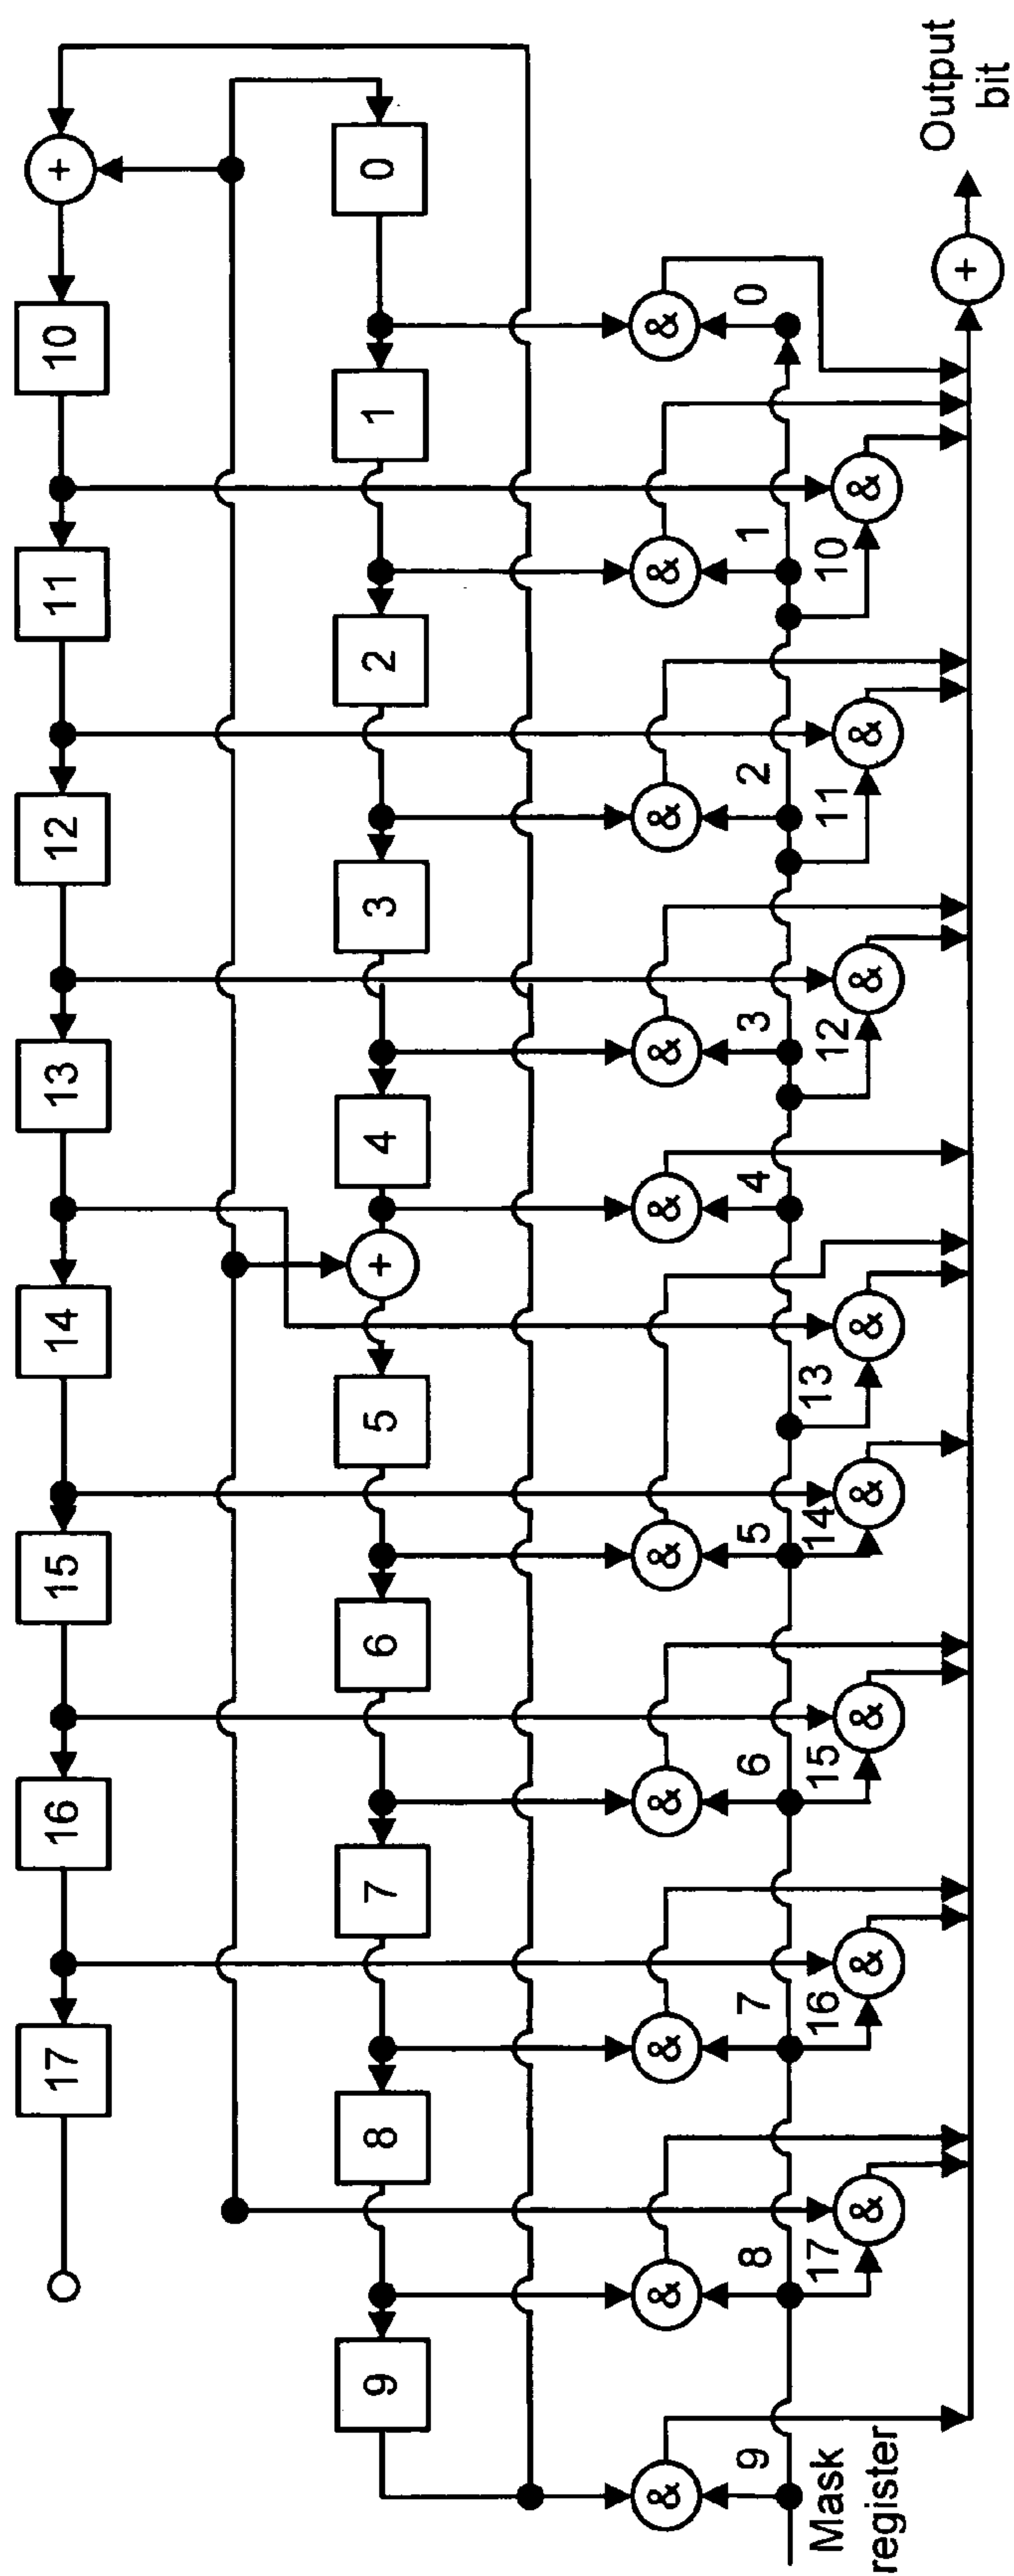 17 16 15 14 13 12 11 10 +
9 8 7 6 5 + 4 3 2 1 0
& & & & & & & & & &
9 8 7 6 5 4 3 2 1 0
Mask
register
17 16 15 14 13 12 11 10
& & & & & & & &
+
Output
bit